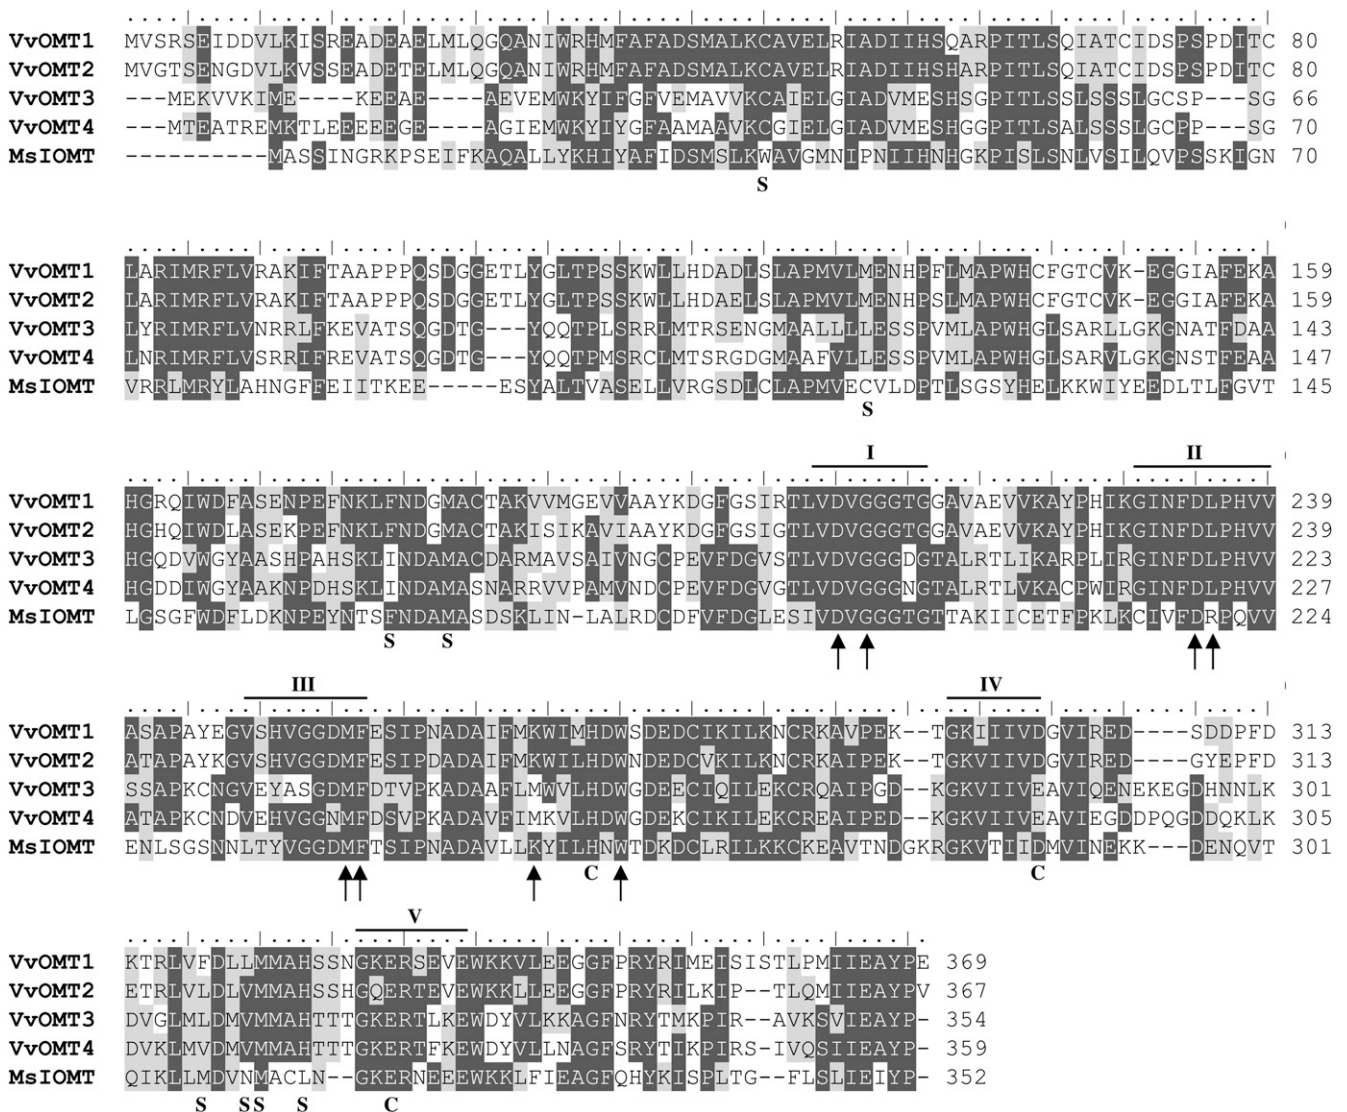 VvOMT1 MVSRSEIDDVLKISREADEAELMLQGQANIWRHMFAFADSMALKCAVELRIADIIHSQARPITLSQIATCIDSPSPDITC 80
VvOMT2 MVGTSENGDVLKVSSEADETELMLQGQANIWRHMFAFADSMALKCAVELRIADIIHSHARPITLSQIATCIDSPSPDITC 80
VvOMT3 ---MEKVVKIME----KEEAE----AEVEMWKYIFGFVEMAVVKCAIELGIADVMESHSGPITLSSLSSSLGCSP---SG 66
VvOMT4 ---MTEATREMKTLEEEEEGE----AGIEMWKYIYGFAAMAAVKCGIELGIADVMESHGGPITLSALSSSLGCPP---SG 70
MsIOMT ----------MASSINGRKPSEIFKAQALLYKHIYAFIDSMSLKWAVGMNIPNIIHNHGKPISLSNLVSILQVPSSKIGN 70
S
VvOMT1 LARIMRFLVRAKIFTAAPPPQSDGGETLYGLTPSSKWLLHDADLSLAPMVLMENHPFLMAPWHCFGTCVK-EGGIAFEKA 159
VvOMT2 LARIMRFLVRAKIFTAAPPPQSDGGETLYGLTPSSKWLLHDAELSLAPMVLMENHPSLMAPWHCFGTCVK-EGGIAFEKA 159
VvOMT3 LYRIMRFLVNRRLFKEVATSQGDTG---YQQTPLSRRLMTRSENGMAALLLLESSPVMLAPWHGLSARLLGKGNATFDAA 143
VvOMT4 LNRIMRFLVSRRIFREVATSQGDTG---YQQTPMSRCLMTSRGDGMAAFVLLESSPVMLAPWHGLSARVLGKGNSTFEAA 147
MsIOMT VRRLMRYLAHNGFFEIITKEE-----ESYALTVASELLVRGSDLCLAPMVECVLDPTLSGSYHELKKWIYEEDLTLFGVT 145
S
I II
VvOMT1 HGRQIWDFASENPEFNKLFNDGMACTAKVVMGEVVAAYKDGFGSIRTLVDVGGGTGGAVAEVVKAYPHIKGINFDLPHVV 239
VvOMT2 HGHQIWDLASEKPEFNKLFNDGMACTAKISIKAVIAAYKDGFGSIGTLVDVGGGTGGAVAEVVKAYPHIKGINFDLPHVV 239
VvOMT3 HGQDVWGYAASHPAHSKLINDAMACDARMAVSAIVNGCPEVFDGVSTLVDVGGGDGTALRTLIKARPLIRGINFDLPHVV 223
VvOMT4 HGDDIWGYAAKNPDHSKLINDAMASNARRVVPAMVNDCPEVFDGVGTLVDVGGGNGTALRTLVKACPWIRGINFDLPHVV 227
MsIOMT LGSGFWDFLDKNPEYNTSFNDAMASDSKLIN-LALRDCDFVFDGLESIVDVGGGTGTTAKIICETFPKLKCIVFDRPQVV 224
S S
III IV
VvOMT1 ASAPAYEGVSHVGGDMFESIPNADAIFMKWIMHDWSDEDCIKILKNCRKAVPEK--TGKIIIVDGVIRED----SDDPFD 313
VvOMT2 ATAPAYKGVSHVGGDMFESIPDADAIFMKWILHDWNDEDCVKILKNCRKAIPEK--TGKVIIVDGVIRED----GYEPFD 313
VvOMT3 SSAPKCNGVEYASGDMFDTVPKADAAFLMWVLHDWGDEECIQILEKCRQAIPGD--KGKVIIVEAVIQENEKEGDHNNLK 301
VvOMT4 ATAPKCNDVEHVGGNMFDSVPKADAVFIMKVLHDWGDEKCIKILEKCREAIPED--KGKVIIVEAVIEGDDPQGDDQKLK 305
MsIOMT ENLSGSNNLTYVGGDMFTSIPNADAVLLKYILHNWTDKDCLRILKKCKEAVTNDGKRGKVTIIDMVINEKK---DENQVT 301
C C
V
VvOMT1 KTRLVFDLLMMAHSSNGKERSEVEWKKVLEEGGFPRYRIMEISISTLPMIIEAYPE 369
VvOMT2 ETRLVLDLVMMAHSSHGQERTEVEWKKLLEEGGFPRYRILKIP--TLQMIIEAYPV 367
VvOMT3 DVGLMLDMVMMAHTTTGKERTLKEWDYVLKKAGFNRYTMKPIR--AVKSVIEAYP- 354
VvOMT4 DVKLMVDMVMMAHTTTGKERTFKEWDYVLLNAGFSRYTIKPIRS-IVQSIIEAYP- 359
MsIOMT QIKLLMDVNMACLN--GKERNEEEWKKLFIEAGFQHYKISPLTG--FLSLIEIYP- 352
S SS S C